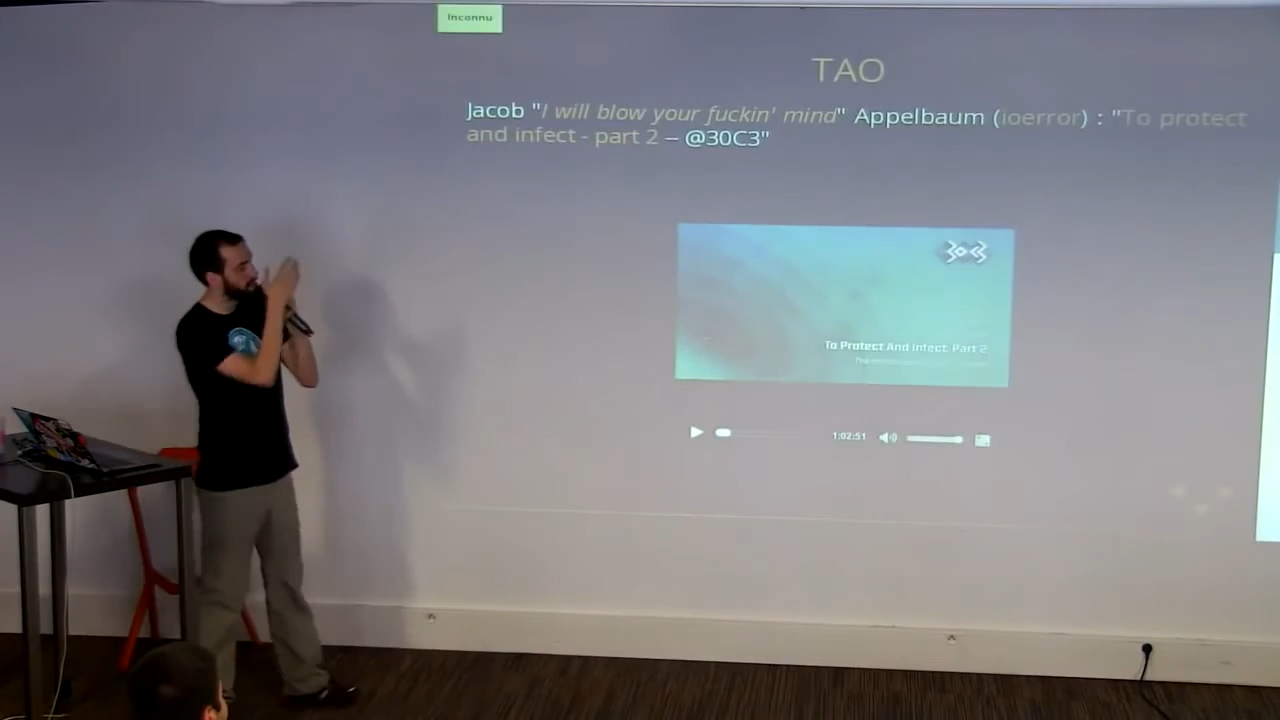 Inconnu
TAO
Jacob "I will blow your fuckin' mind" Appelbaum (ioerror) : "To protect
and infect - part 2 – @30C3"
30C3
To Protect And Infect, Part 2
1:02:51